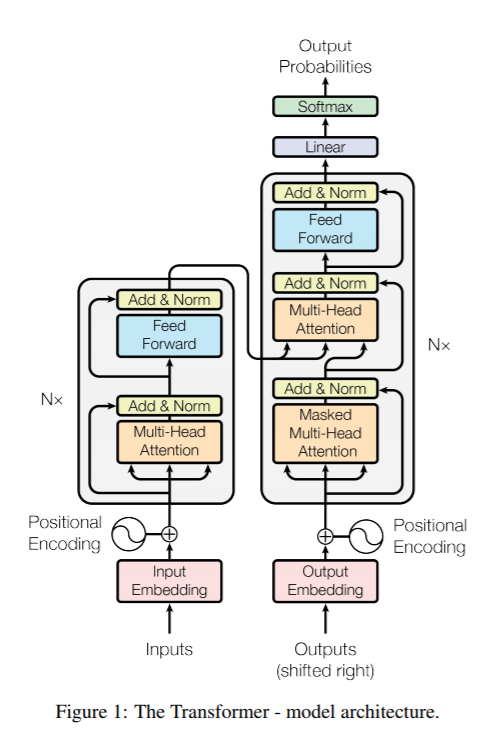 Output
Probabilities
Softmax
Linear
Add & Norm
Feed
Forward
Add & Norm
Multi-Head
Attention
Add & Norm
Masked
Multi-Head
Attention
N×
Add & Norm
Feed
Forward
Add & Norm
Multi-Head
Attention
N×
Positional
Encoding
Positional
Encoding
Input
Embedding
Output
Embedding
Inputs
Outputs
(shifted right)
Figure 1: The Transformer - model architecture.